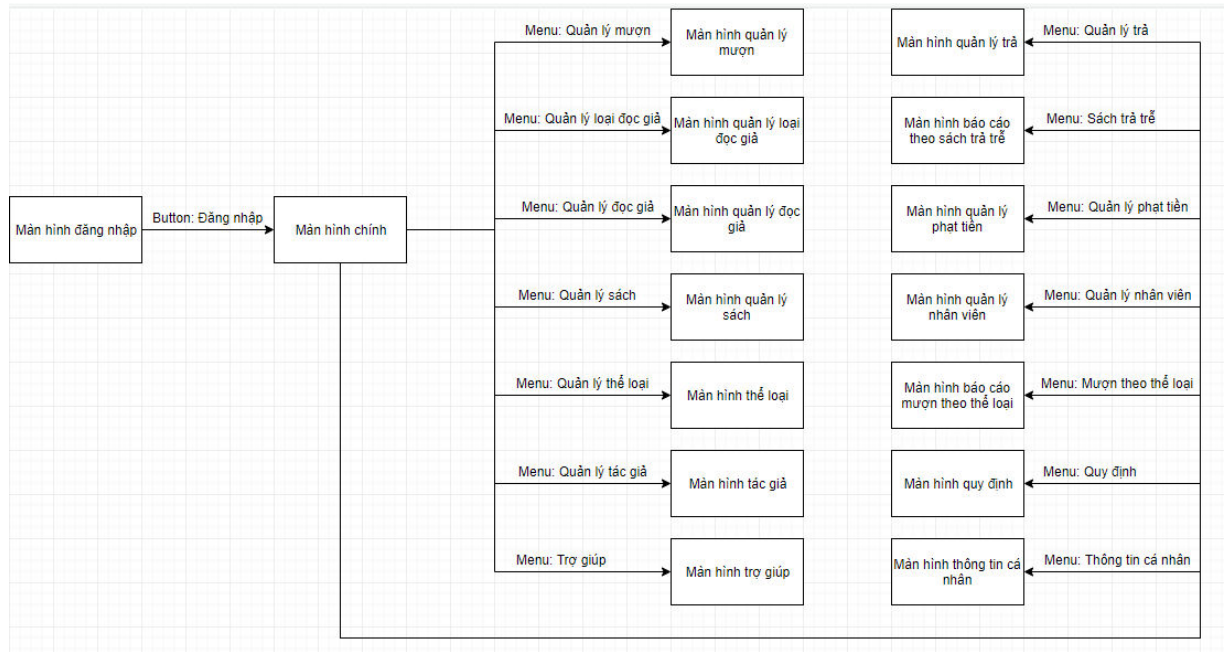 Menu: Quản lý mượn
Màn hình quản lý
mượn
Màn hình quản lý trả
Menu: Quản lý trả
Menu: Quản lý loại đọc giả
Màn hình quản lý loại
đọc giả
Màn hình báo cáo
theo sách trả trễ
Menu: Sách trả trễ
Màn hình đăng nhập
Button: Đăng nhập
Màn hình chính
Menu: Quản lý đọc giả
Màn hình quản lý đọc
giả
Màn hình quản lý
phạt tiền
Menu: Quản lý phạt tiền
Menu: Quản lý sách
Màn hình quản lý
sách
Màn hình quản lý
nhân viên
Menu: Quản lý nhân viên
Menu: Quản lý thể loại
Màn hình thể loại
Màn hình báo cáo
mượn theo thể loại
Menu: Mượn theo thể loại
Menu: Quản lý tác giả
Màn hình tác giả
Màn hình quy định
Menu: Quy định
Menu: Trợ giúp
Màn hình trợ giúp
Màn hình thông tin cá
nhân
Menu: Thông tin cá nhân